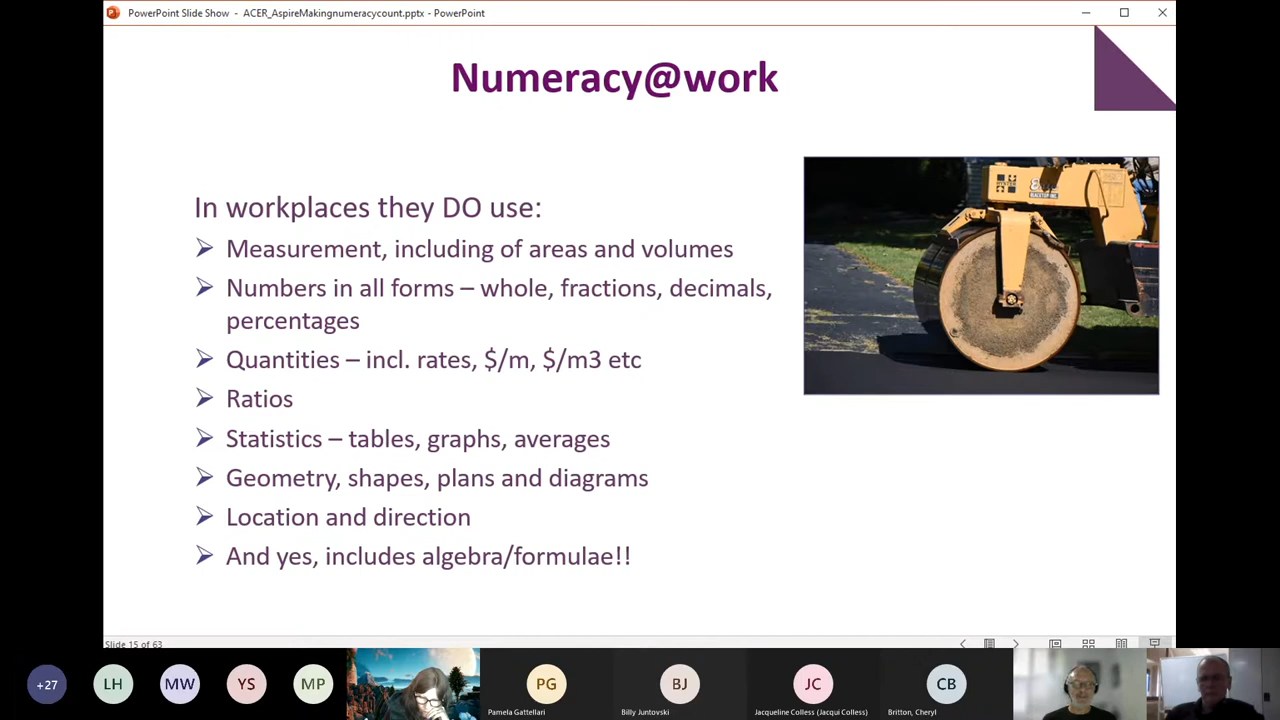 PowerPoint Slide Show - ACER_AspireMakingnumeracycount.pptx - PowerPoint
Numeracy@work
In workplaces they DO use:
Measurement, including of areas and volumes
Numbers in all forms – whole, fractions, decimals,
percentages
Quantities – incl. rates, $/m, $/m3 etc
Ratios
Statistics – tables, graphs, averages
Geometry, shapes, plans and diagrams
Location and direction
And yes, includes algebra/formulae!!
Slide 15 of 63
+27
LH
MW
YS
MP
PG
BJ
JC
CB
Pamela Gattellari
Billy Juntovski
Jacqueline Colless (Jacqui Colless)
Britton, Cheryl